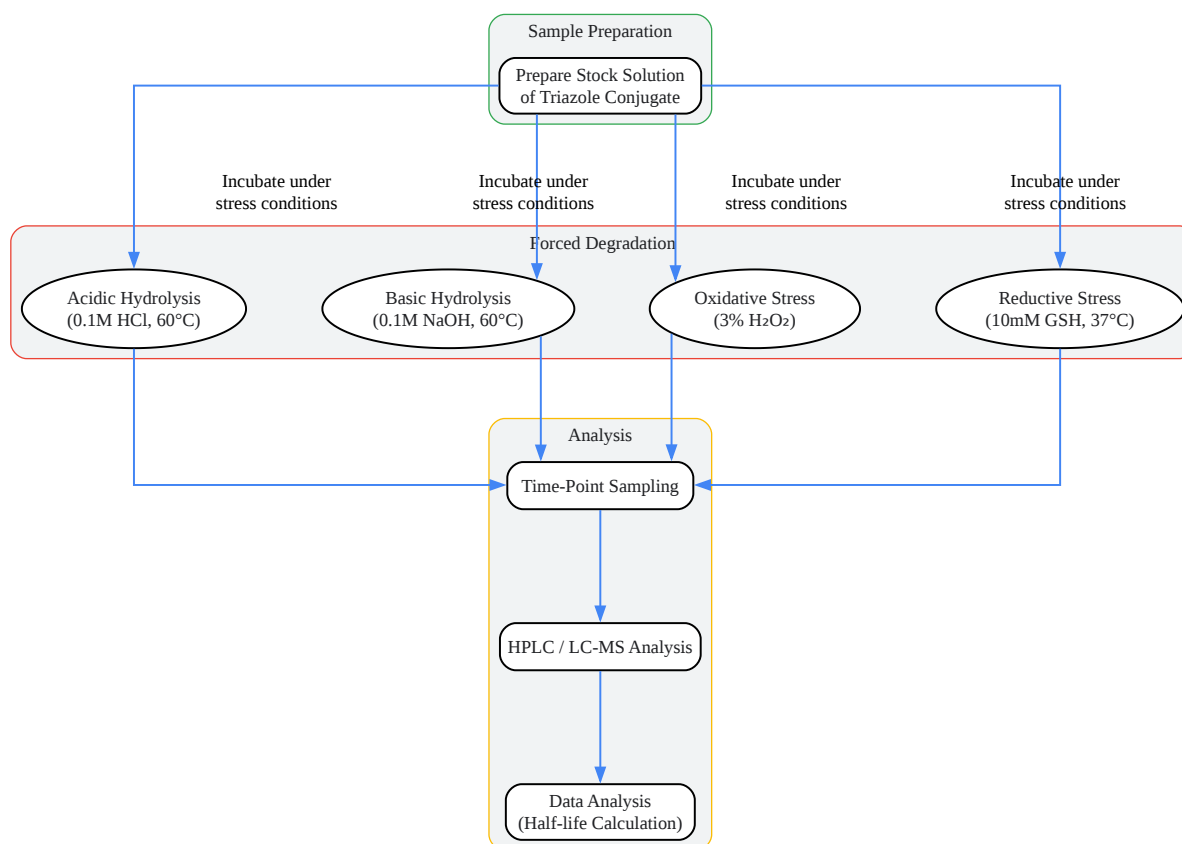 Sample Preparation
Prepare Stock Solution
of Triazole Conjugate
Incubate under
stress conditions
Incubate under
stress conditions
Incubate under
stress conditions
Incubate under
stress conditions
Forced Degradation
Acidic Hydrolysis
(0.1M HCl, 60°C)
Basic Hydrolysis
(0.1M NaOH, 60°C)
Oxidative Stress
(3% H₂O₂)
Reductive Stress
(10mM GSH, 37°C)
Analysis
Time-Point Sampling
HPLC / LC-MS Analysis
Data Analysis
(Half-life Calculation)